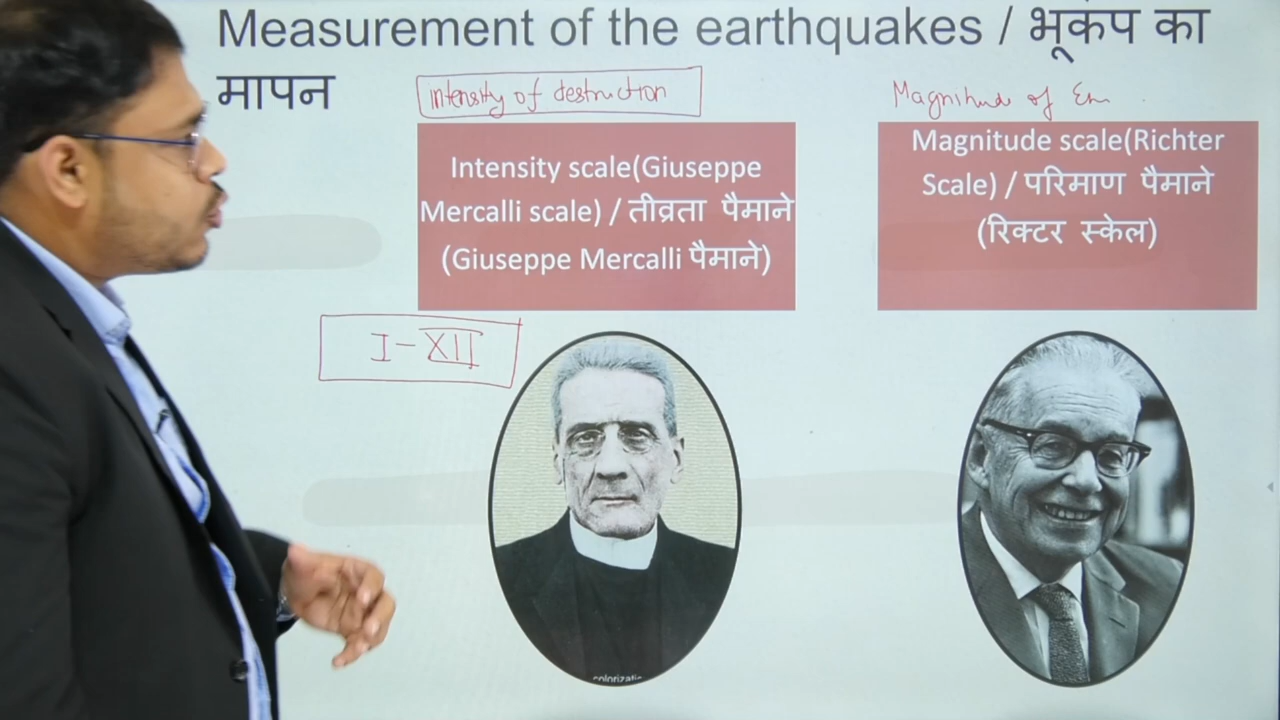 Measurement of the earthquakes / भूकंप का
मापन
intensity of destruction
Magnitude of En
Intensity scale(Giuseppe
Mercalli scale) / तीव्रता पैमाने
(Giuseppe Mercalli पैमाने)
Magnitude scale(Richter
Scale) / परिमाण पैमाने
(रिक्टर स्केल)
I-XII